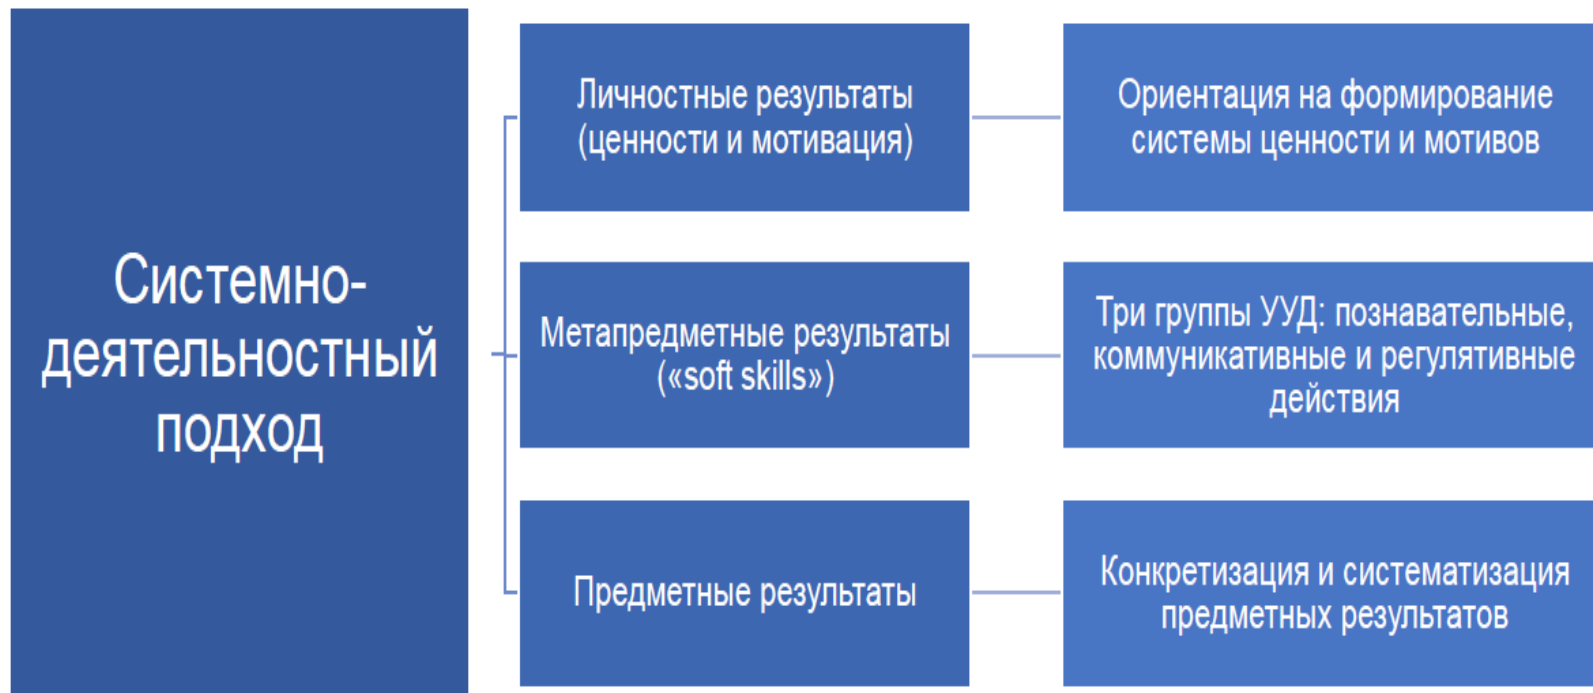 Системно-
деятельностный
подход
Личностные результаты
(ценности и мотивация)
Ориентация на формирование
системы ценности и мотивов
Метапредметные результаты
(«soft skills»)
Три группы УУД: познавательные,
коммуникативные и регулятивные
действия
Предметные результаты
Конкретизация и систематизация
предметных результатов